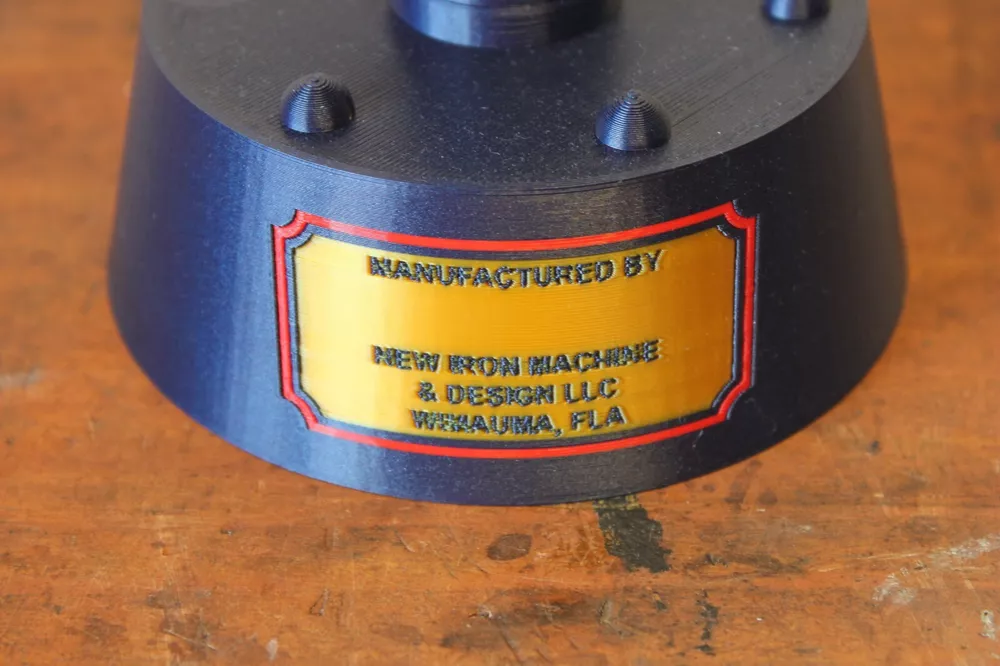 MANUFACTURED BY
NEW IRON MACHINE
& DESIGN LLC
WIMAUMA, FLA